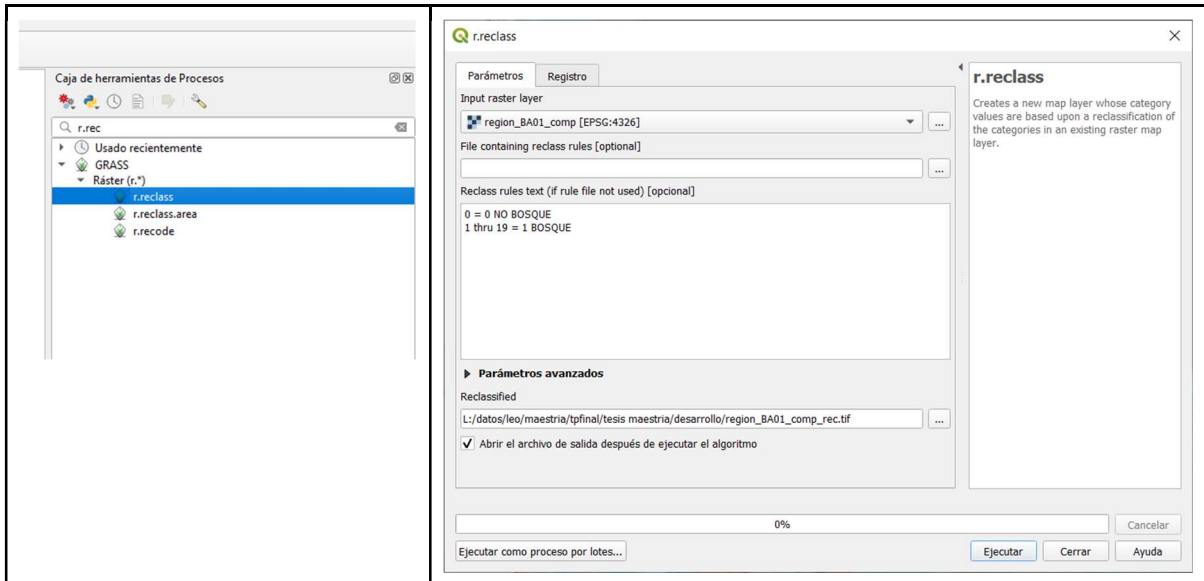 Caja de herramientas de Procesos
r.rec
Usado recientemente
GRASS
Ráster (r.*)
r.reclass
r.reclass.area
r.recode
r.reclass
Parámetros
Registro
Input raster layer
region_BA01_comp [EPSG:4326]
...
File containing reclass rules [optional]
...
Reclass rules text (if rule file not used) [opcional]
0 = 0 NO BOSQUE
1 thru 19 = 1 BOSQUE
Parámetros avanzados
Reclassified
L:/datos/leo/maestria/tpfinal/tesis maestria/desarrollo/region_BA01_comp_rec.tif
...
Abrir el archivo de salida después de ejecutar el algoritmo
r.reclass
Creates a new map layer whose category
values are based upon a reclassification of
the categories in an existing raster map
layer.
0%
Cancelar
Ejecutar como proceso por lotes...
Ejecutar
Cerrar
Ayuda